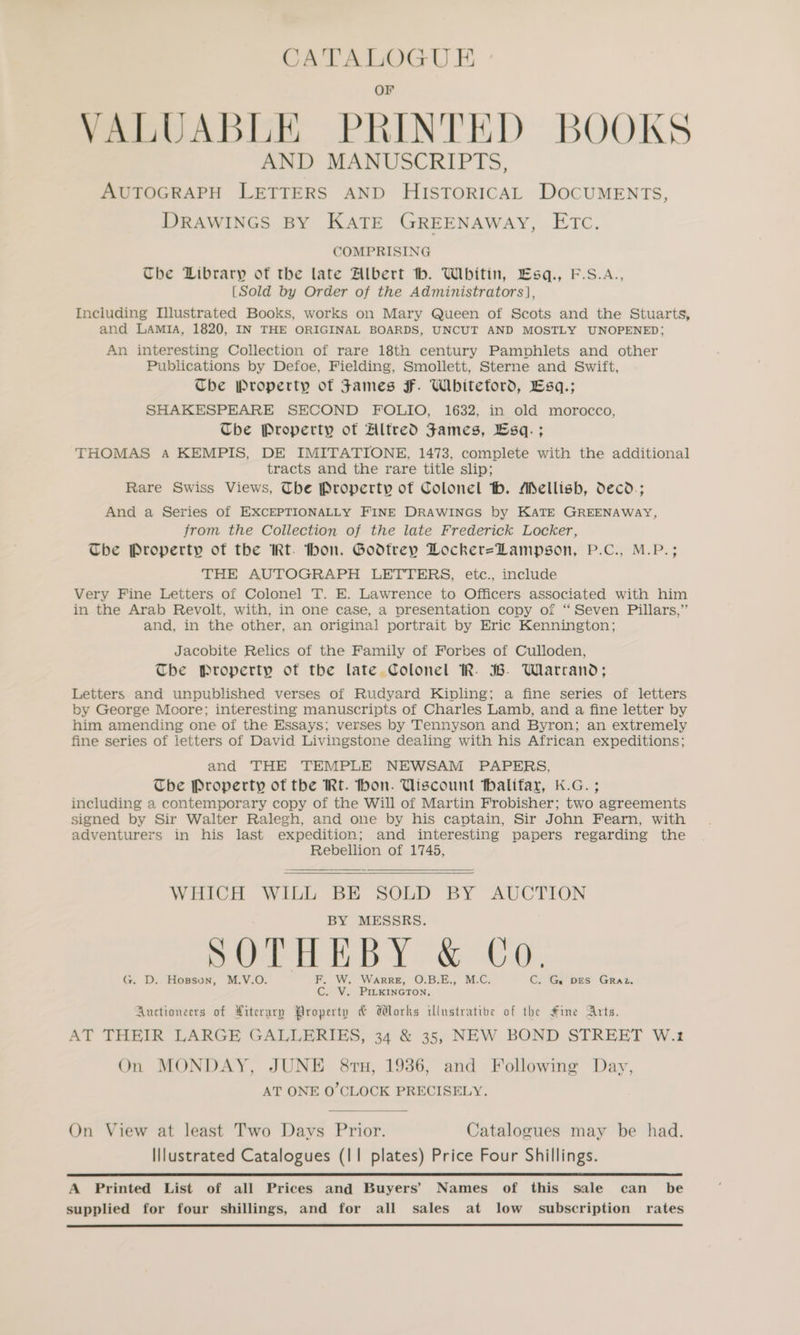 CATALOGUE
OF
VALUABLE PRINTED BOOKS
AND MANUSCRIPTS,
AUTOGRAPH LETTERS AND HISTORICAL DOCUMENTS,
DRAWINGS BY KATE GREENAWAY, ETC.
COMPRISING
The Library of the late Albert H. Whitin, Esq., F.S.A.,
[Sold by Order of the Administrators],
Including Illustrated Books, works on Mary Queen of Scots and the Stuarts,
and LAMIA, 1820, IN THE ORIGINAL BOARDS, UNCUT AND MOSTLY UNOPENED;
An interesting Collection of rare 18th century Pamphlets and other
Publications by Defoe, Fielding, Smollett, Sterne and Swift,
The Property of James F. Whiteford, Esq.;
SHAKESPEARE SECOND FOLIO, 1632, in old morocco,
The Property of Alfred James, Esq.;
THOMAS A KEMPIS, DE IMITATIONE, 1473, complete with the additional
tracts and the rare title slip;
Rare Swiss Views, The Property of Colonel H. Mellish, decd.;
And a Series of EXCEPTIONALLY FINE DRAWINGS by KATE GREENAWAY,
from the Collection of the late Frederick Locker,
The Property of the Rt. Hon. Godfrey Locker=Lampson, P.C., M.P.;
THE AUTOGRAPH LETTERS, etc., include
Very Fine Letters of Colonel T. E. Lawrence to Officers associated with him
in the Arab Revolt, with, in one case, a presentation copy of “Seven Pillars,”
and, in the other, an original portrait by Eric Kennington;
Jacobite Relics of the Family of Forbes of Culloden,
The Property of the late Colonel R. B. Warrand;
Letters and unpublished verses of Rudyard Kipling; a fine series of letters
by George Moore; interesting manuscripts of Charles Lamb, and a fine letter by
him amending one of the Essays; verses by Tennyson and Byron; an extremely
fine series of letters of David Livingstone dealing with his African expeditions;
and THE TEMPLE NEWSAM PAPERS,
The Property of the Rt. Hon. Viscount Halifax, K.G.;
including a contemporary copy of the Will of Martin Frobisher; two agreements
signed by Sir Walter Ralegh, and one by his captain, Sir John Fearn, with
adventurers in his last expedition; and interesting papers regarding the
Rebellion of 1745,
WHICH WILL BE SOLD BY AUCTION
BY MESSRS.
SOTHEBY & Co.
G. D. HOBSON, M.V.O. F. W. WARRE, O.B.E., M.C. C. G. DES GRAZ.
C. V. PILKINGTON.
Auctioneers of Literary Property & Works illustrative of the Fine Arts.
AT THEIR LARGE GALLERIES, 34 & 35, NEW BOND STREET W.1
On MONDAY, JUNE 8TH, 1936, and Following Day,
AT ONE O'CLOCK PRECISELY.
On View at least Two Days Prior. Catalogues may be had.
Illustrated Catalogues (11 plates) Price Four Shillings.
A Printed List of all Prices and Buyers' Names of this sale can be
supplied for four shillings, and for all sales at low subscription rates